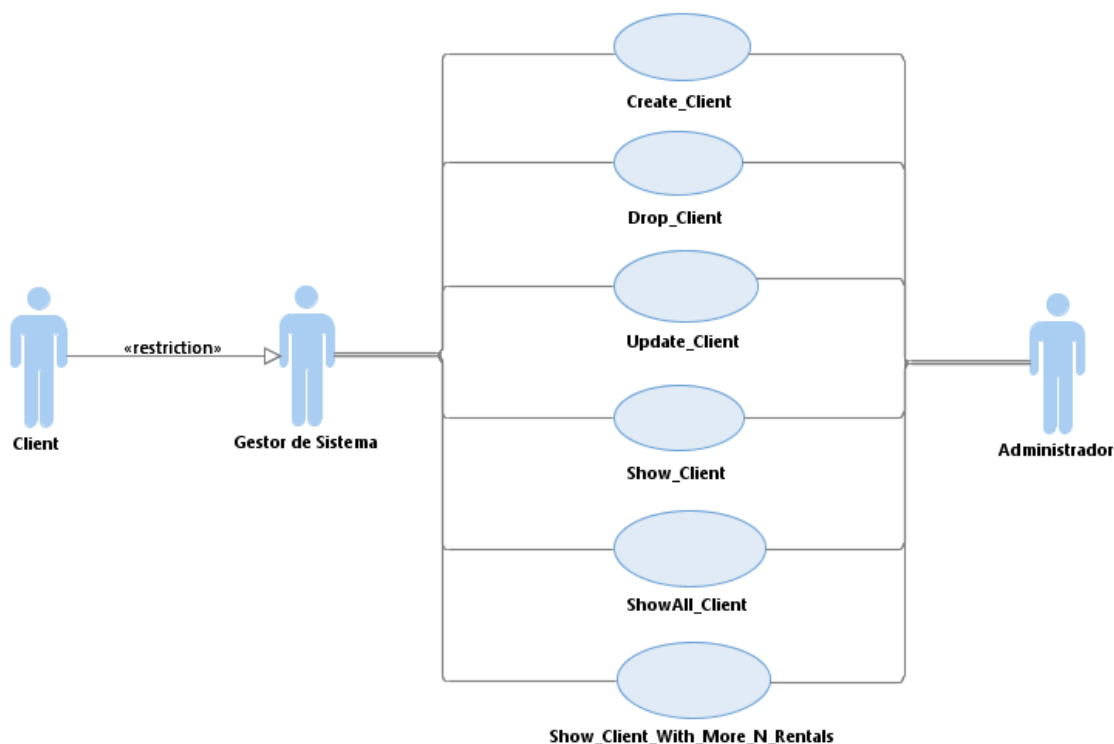 Create_Client
Drop_Client
Update_Client
«restriction»
Client
Gestor de Sistema
Administrador
Show_Client
ShowAll_Client
Show_Client_With_More_N_Rentals